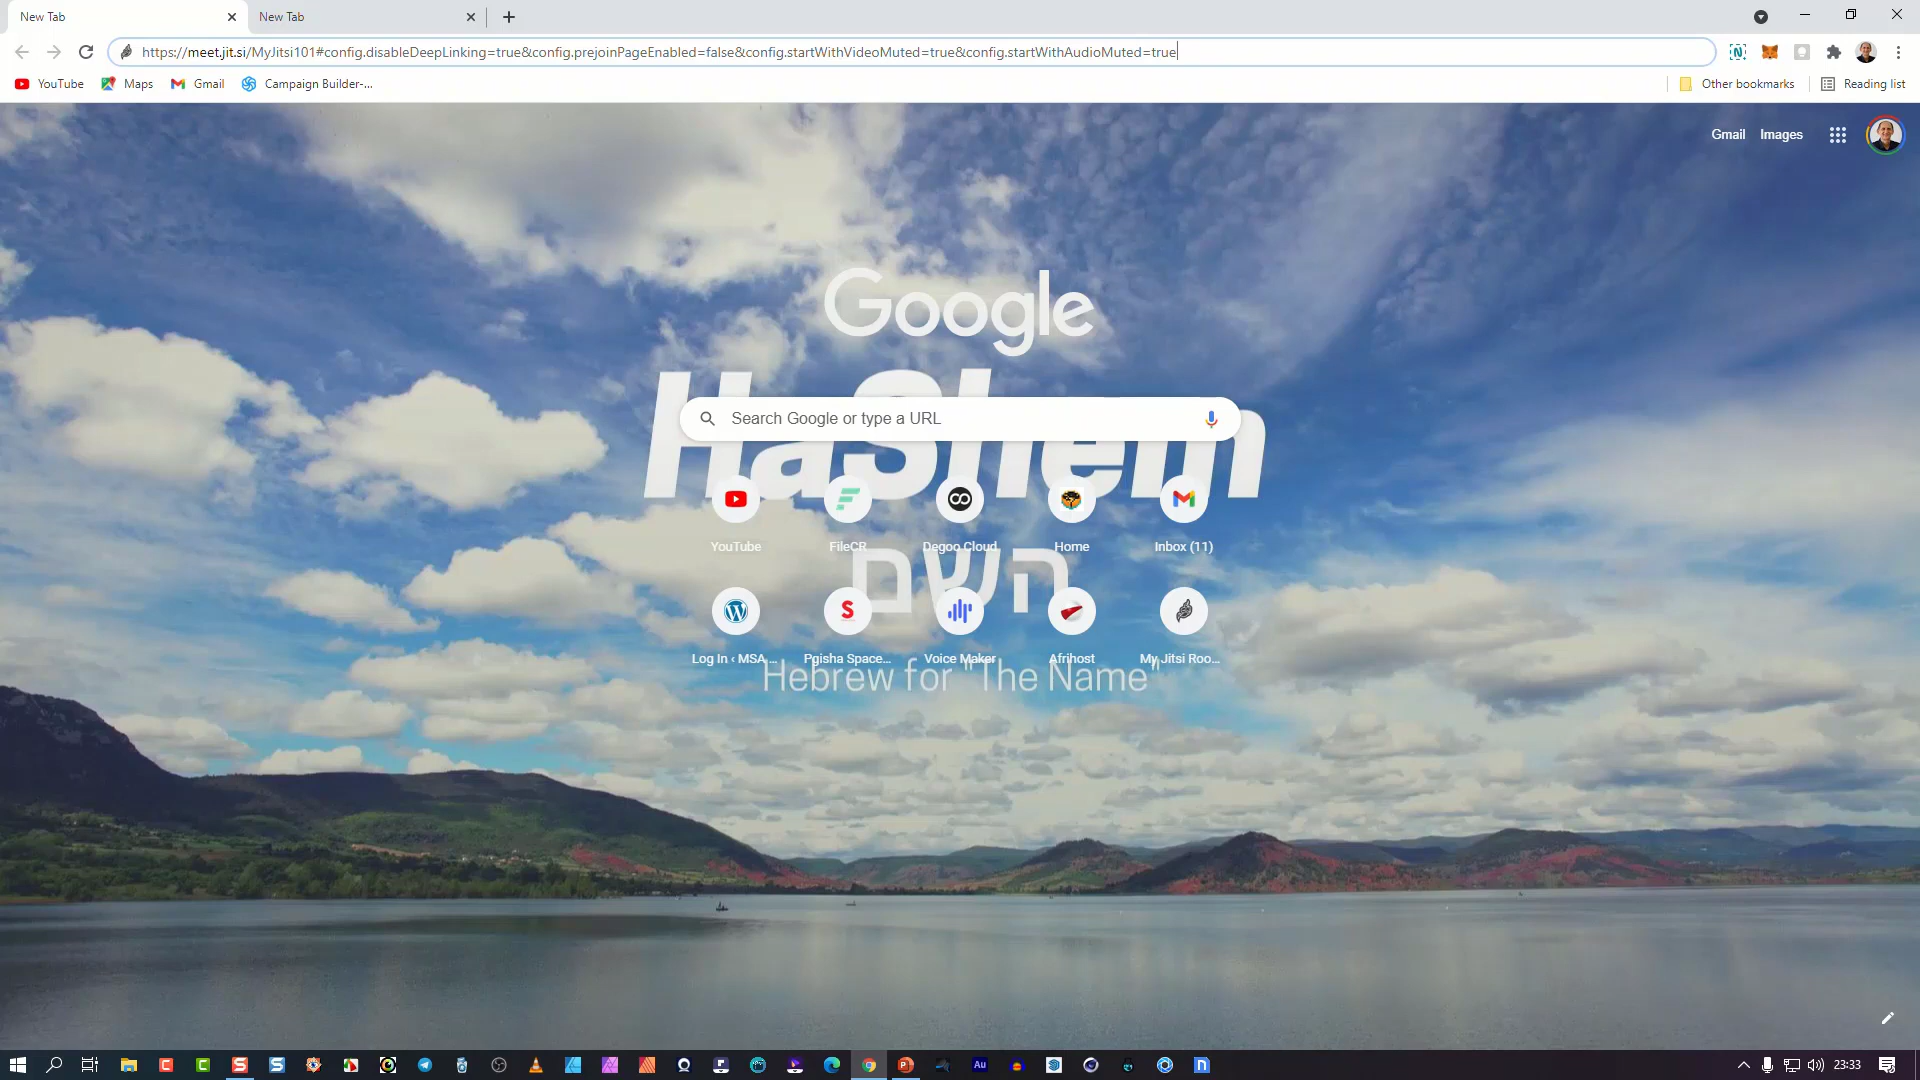 New Tab
New Tab
https://meet.jit.si/MyJitsi101#config.disableDeepLinking=true&config.prejoinPageEnabled=false&config.startWithVideoMuted=true&config.startWithAudioMuted=true
YouTube
Maps
Gmail
Campaign Builder-...
Other bookmarks
Reading list
Gmail
Images
Google
HaShem
Search Google or type a URL
YouTube
FileCR
Degoo Cloud
Home
Inbox (11)
השם
Log In ‹ MSA ...
Pgisha Space...
Voice Maker
Afrihost
My Jitsi Roo...
Hebrew for "The Name"
23:33